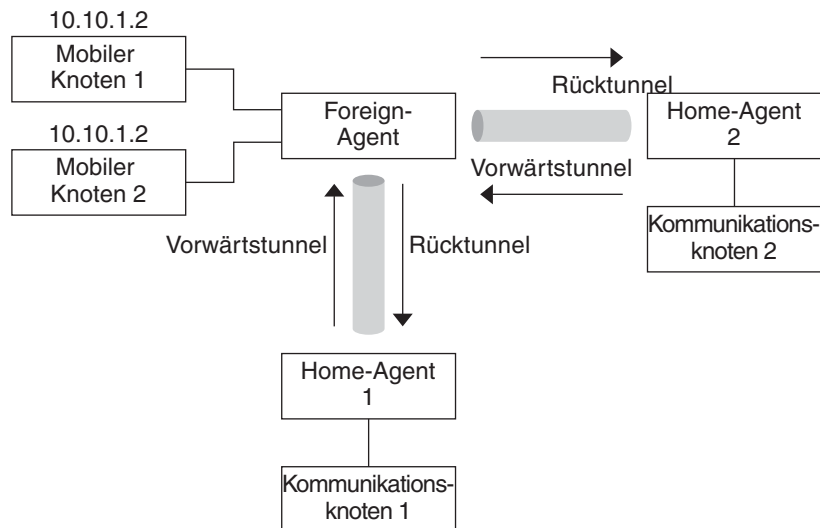 10.10.1.2
Mobiler
Knoten 1
10.10.1.2
Mobiler
Knoten 2
Foreign-
Agent
Rücktunnel
Vorwärtstunnel
Home-Agent
2
Kommunikations-
knoten 2
Vorwärtstunnel
Rücktunnel
Home-Agent
1
Kommunikations-
knoten 1